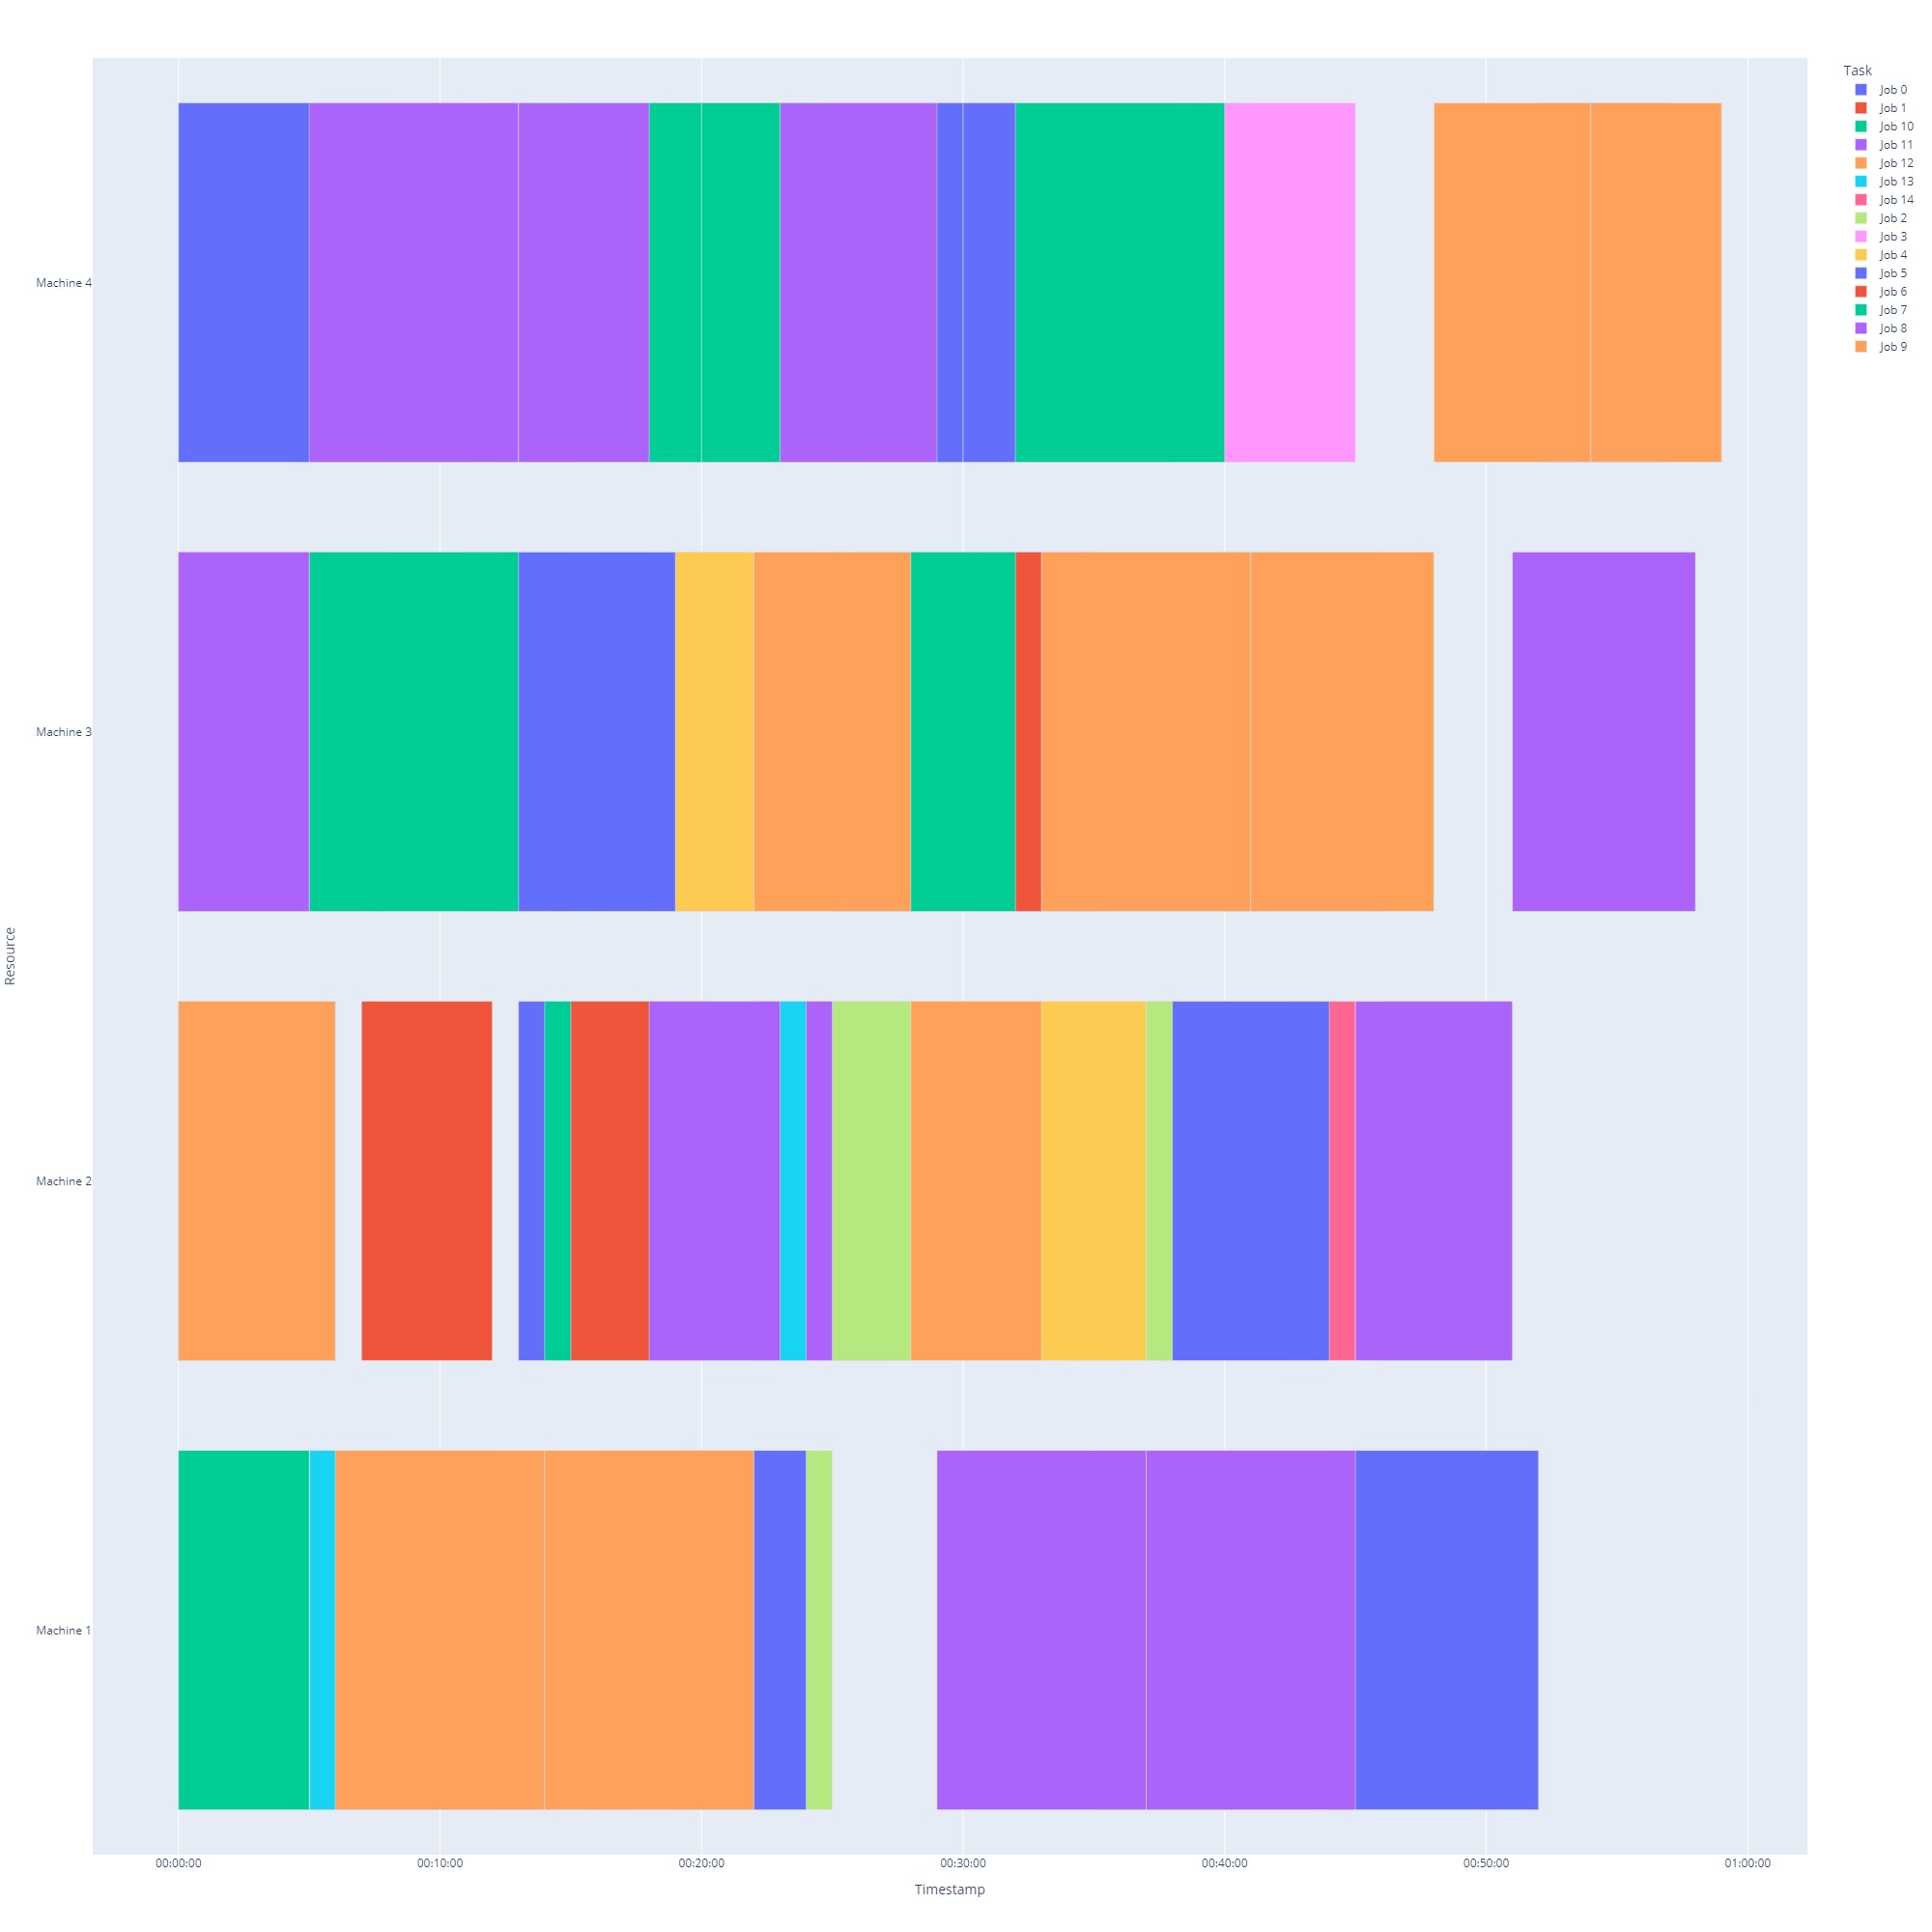 Task
Job 0
Job 1
Job 10
Job 11
Job 12
Job 13
Job 14
Job 2
Job 3
Job 4
Job 5
Job 6
Job 7
Job 8
Job 9
Machine 4
Machine 3
Resource
Machine 2
Machine 1
00:00:00 00:10:00 00:20:00 00:30:00 00:40:00 00:50:00 01:00:00
Timestamp